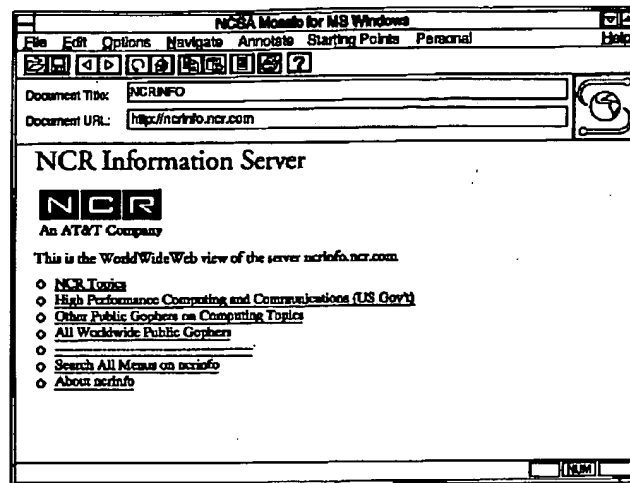 NCSA Mosaic for MS Windows
File Edit Options Navigate Annotate Starting Points Personal Help
?
Document Title: NCRINFO
Document URL: http://ncrinfo.ncr.com
NCR Information Server
NCR
An AT&T Company
This is the WorldWideWeb view of the server ncrinfo.ncr.com
NCR Topics
High Performance Computing and Communications (US Gov't)
Other Public Gophers on Computing Topics
All Worldwide Public Gophers
Search All Menus on ncrinfo
About ncrinfo
NUM